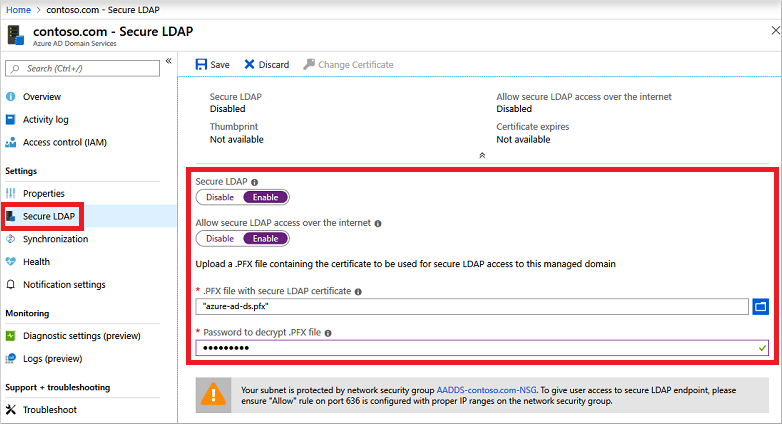 Home > contoso.com - Secure LDAP
contoso.com - Secure LDAP
Azure AD Domain Services
Search (Ctrl+/)
Overview
Activity log
Access control (IAM)
Settings
Properties
Secure LDAP
Synchronization
Health
Notification settings
Monitoring
Diagnostic settings (preview)
Logs (preview)
Support + troubleshooting
Troubleshoot
Save Discard Change Certificate
Secure LDAP Allow secure LDAP access over the internet
Disabled Disabled
Thumbprint Certificate expires
Not available Not available
Secure LDAP
Disable Enable
Allow secure LDAP access over the internet
Disable Enable
Upload a .PFX file containing the certificate to be used for secure LDAP access to this managed domain
* .PFX file with secure LDAP certificate
"azure-ad-ds.pfx"
* Password to decrypt .PFX file
•••••••••
Your subnet is protected by network security group AADDS-contoso.com-NSG. To give user access to secure LDAP endpoint, please
ensure "Allow" rule on port 636 is configured with proper IP ranges on the network security group.